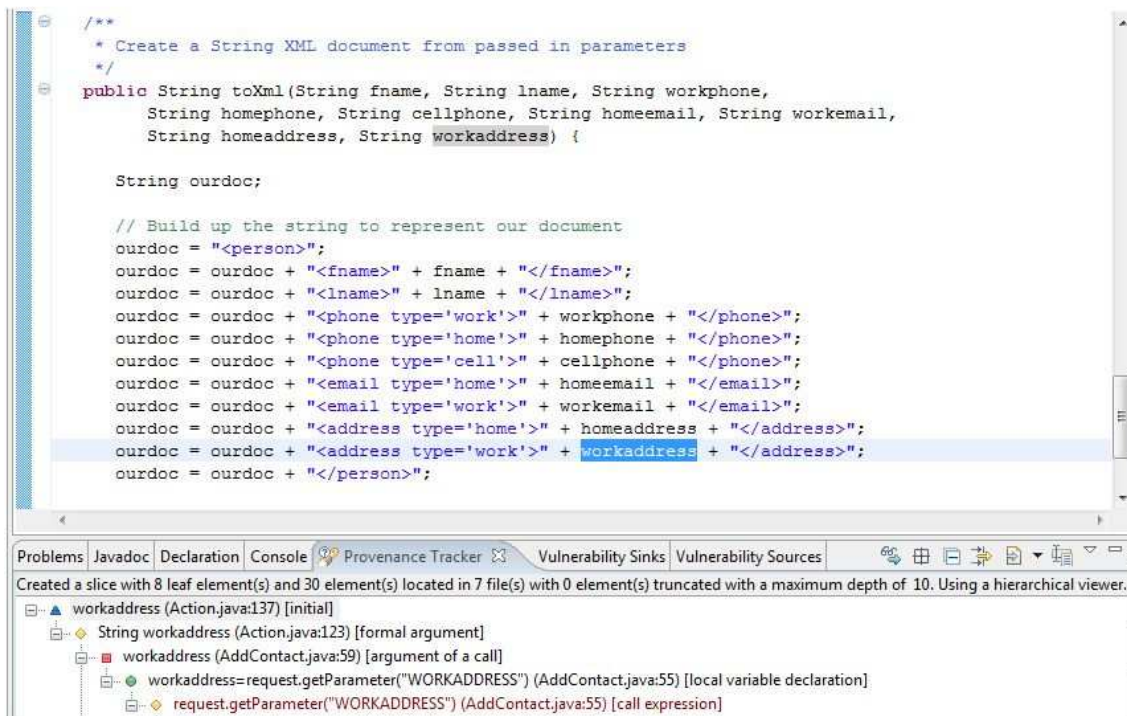 /**
* Create a String XML document from passed in parameters
*/
public String toXml(String fname, String lname, String workphone,
String homephone, String cellphone, String homeemail, String workemail,
String homeaddress, String workaddress) {
String ourdoc;
// Build up the string to represent our document
ourdoc = "<person>";
ourdoc = ourdoc + "<fname>" + fname + "</fname>";
ourdoc = ourdoc + "<lname>" + lname + "</lname>";
ourdoc = ourdoc + "<phone type='work'>" + workphone + "</phone>";
ourdoc = ourdoc + "<phone type='home'>" + homephone + "</phone>";
ourdoc = ourdoc + "<phone type='cell'>" + cellphone + "</phone>";
ourdoc = ourdoc + "<email type='home'>" + homeemail + "</email>";
ourdoc = ourdoc + "<email type='work'>" + workemail + "</email>";
ourdoc = ourdoc + "<address type='home'>" + homeaddress + "</address>";
ourdoc = ourdoc + "<address type='work'>" + workaddress + "</address>";
ourdoc = ourdoc + "</person>";
Problems Javadoc Declaration Console Provenance Tracker Vulnerability Sinks Vulnerability Sources
Created a slice with 8 leaf element(s) and 30 element(s) located in 7 file(s) with 0 element(s) truncated with a maximum depth of 10. Using a hierarchical viewer.
workaddress (Action.java:137) [initial]
String workaddress (Action.java:123) [formal argument]
workaddress (AddContact.java:59) [argument of a call]
workaddress=request.getParameter("WORKADDRESS") (AddContact.java:55) [local variable declaration]
request.getParameter("WORKADDRESS") (AddContact.java:55) [call expression]